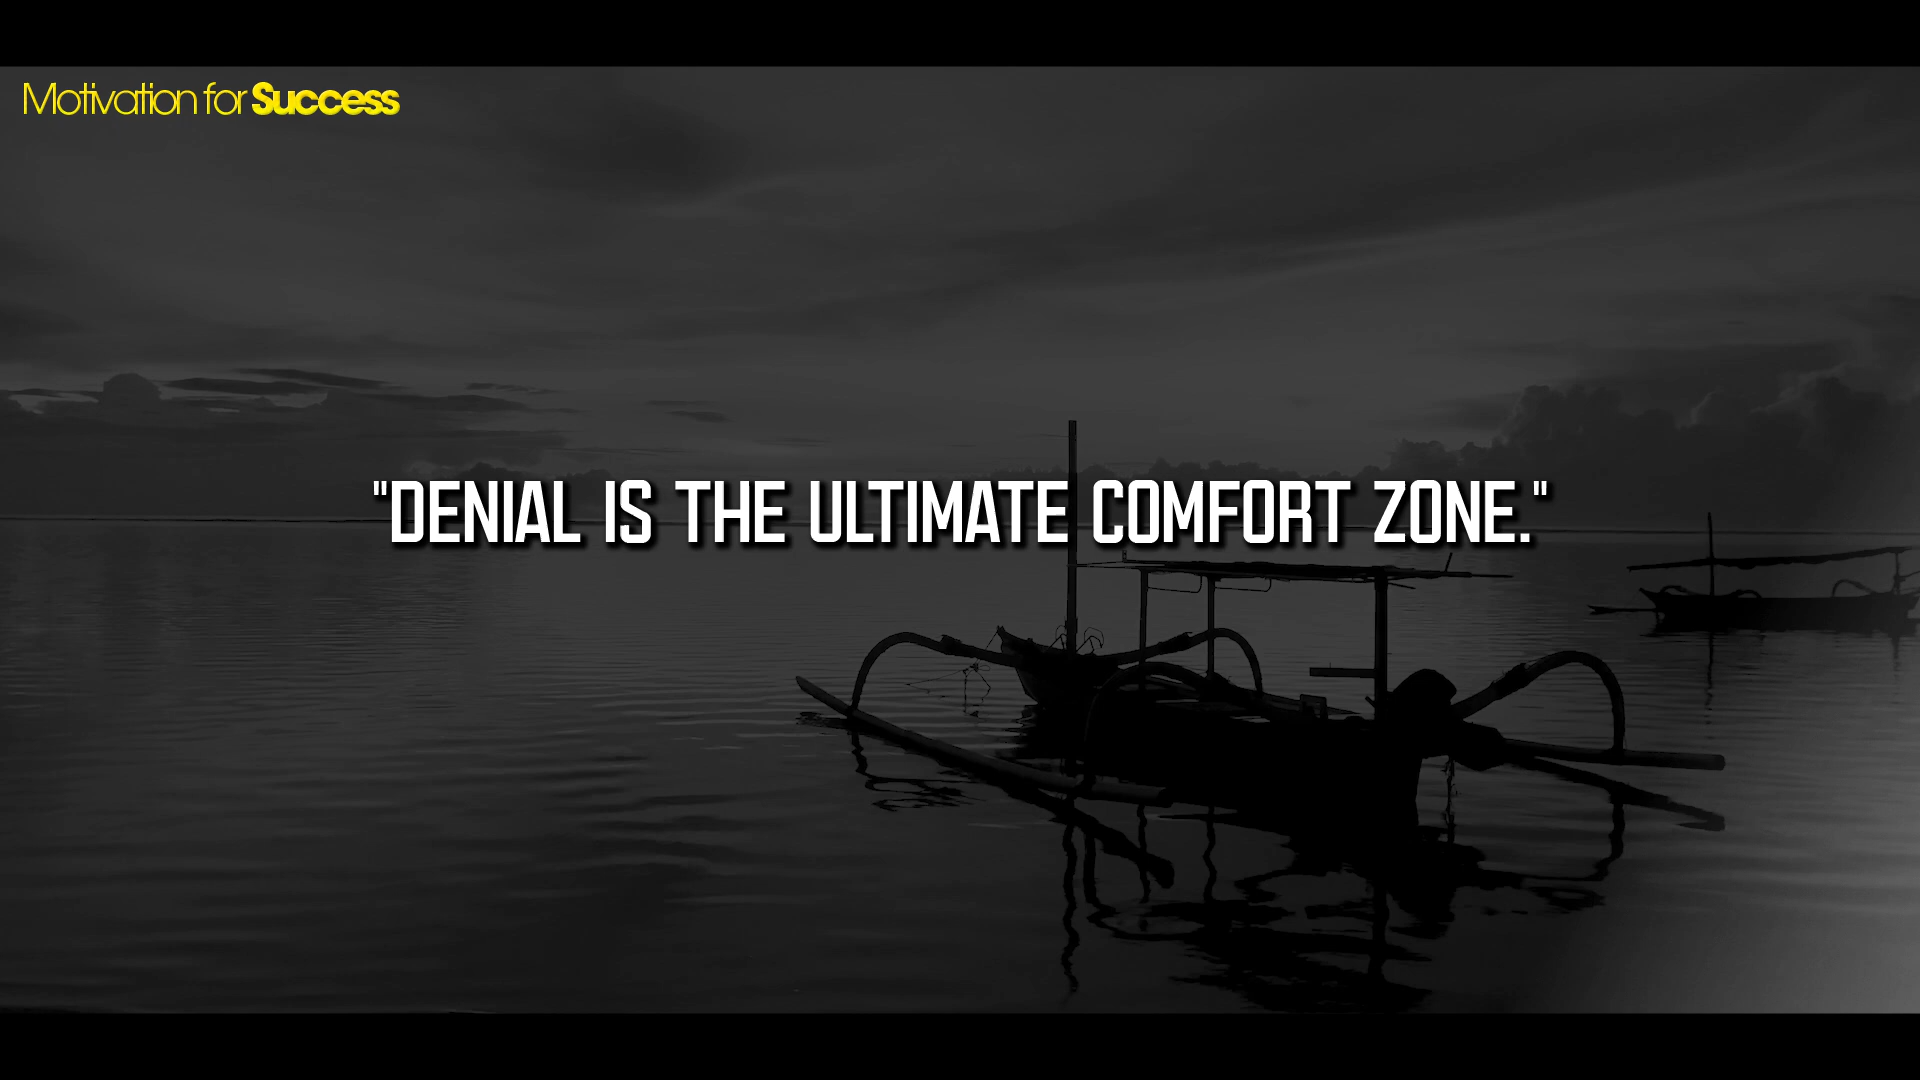 Motivation for Success
"DENIAL IS THE ULTIMATE COMFORT ZONE."